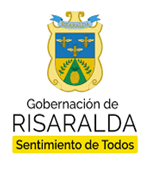 Gobernación de
RISARALDA
Sentimiento de Todos